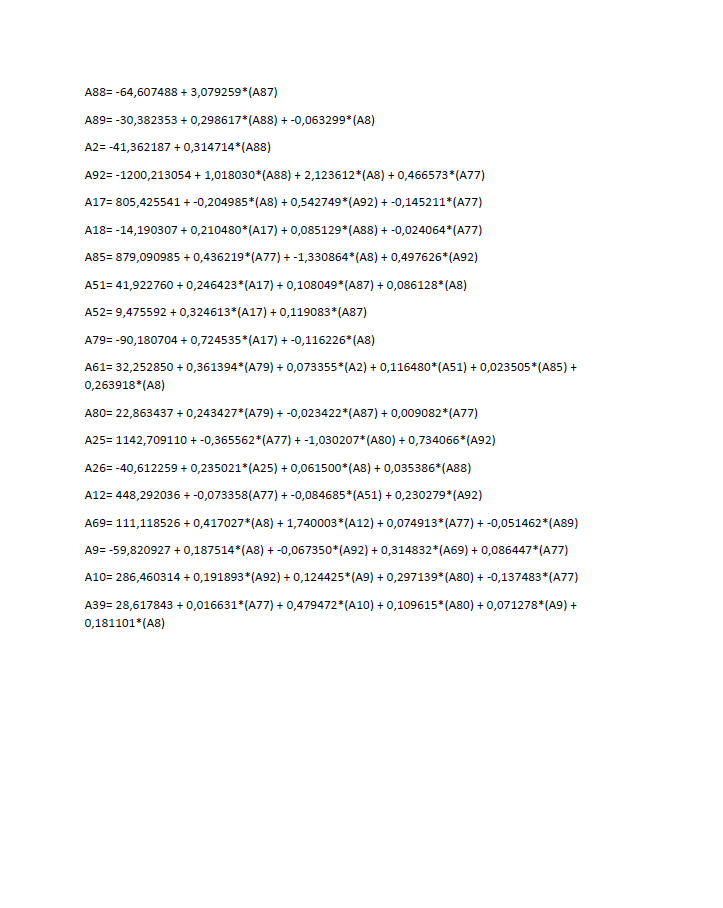 A88= -64,607488 + 3,079259*(A87)
A89= -30,382353 + 0,298617*(A88) + -0,063299*(A8)
A2= -41,362187 + 0,314714*(A88)
A92= -1200,213054 + 1,018030*(A88) + 2,123612*(A8) + 0,466573*(A77)
A17= 805,425541 + -0,204985*(A8) + 0,542749*(A92) + -0,145211*(A77)
A18= -14,190307 + 0,210480*(A17) + 0,085129*(A88) + -0,024064*(A77)
A85= 879,090985 + 0,436219*(A77) + -1,330864*(A8) + 0,497626*(A92)
A51= 41,922760 + 0,246423*(A17) + 0,108049*(A87) + 0,086128*(A8)
A52= 9,475592 + 0,324613*(A17) + 0,119083*(A87)
A79= -90,180704 + 0,724535*(A17) + -0,116226*(A8)
A61= 32,252850 + 0,361394*(A79) + 0,073355*(A2) + 0,116480*(A51) + 0,023505*(A85) +
0,263918*(A8)
A80= 22,863437 + 0,243427*(A79) + -0,023422*(A87) + 0,009082*(A77)
A25= 1142,709110 + -0,365562*(A77) + -1,030207*(A80) + 0,734066*(A92)
A26= -40,612259 + 0,235021*(A25) + 0,061500*(A8) + 0,035386*(A88)
A12= 448,292036 + -0,073358(A77) + -0,084685*(A51) + 0,230279*(A92)
A69= 111,118526 + 0,417027*(A8) + 1,740003*(A12) + 0,074913*(A77) + -0,051462*(A89)
A9= -59,820927 + 0,187514*(A8) + -0,067350*(A92) + 0,314832*(A69) + 0,086447*(A77)
A10= 286,460314 + 0,191893*(A92) + 0,124425*(A9) + 0,297139*(A80) + -0,137483*(A77)
A39= 28,617843 + 0,016631*(A77) + 0,479472*(A10) + 0,109615*(A80) + 0,071278*(A9) +
0,181101*(A8)